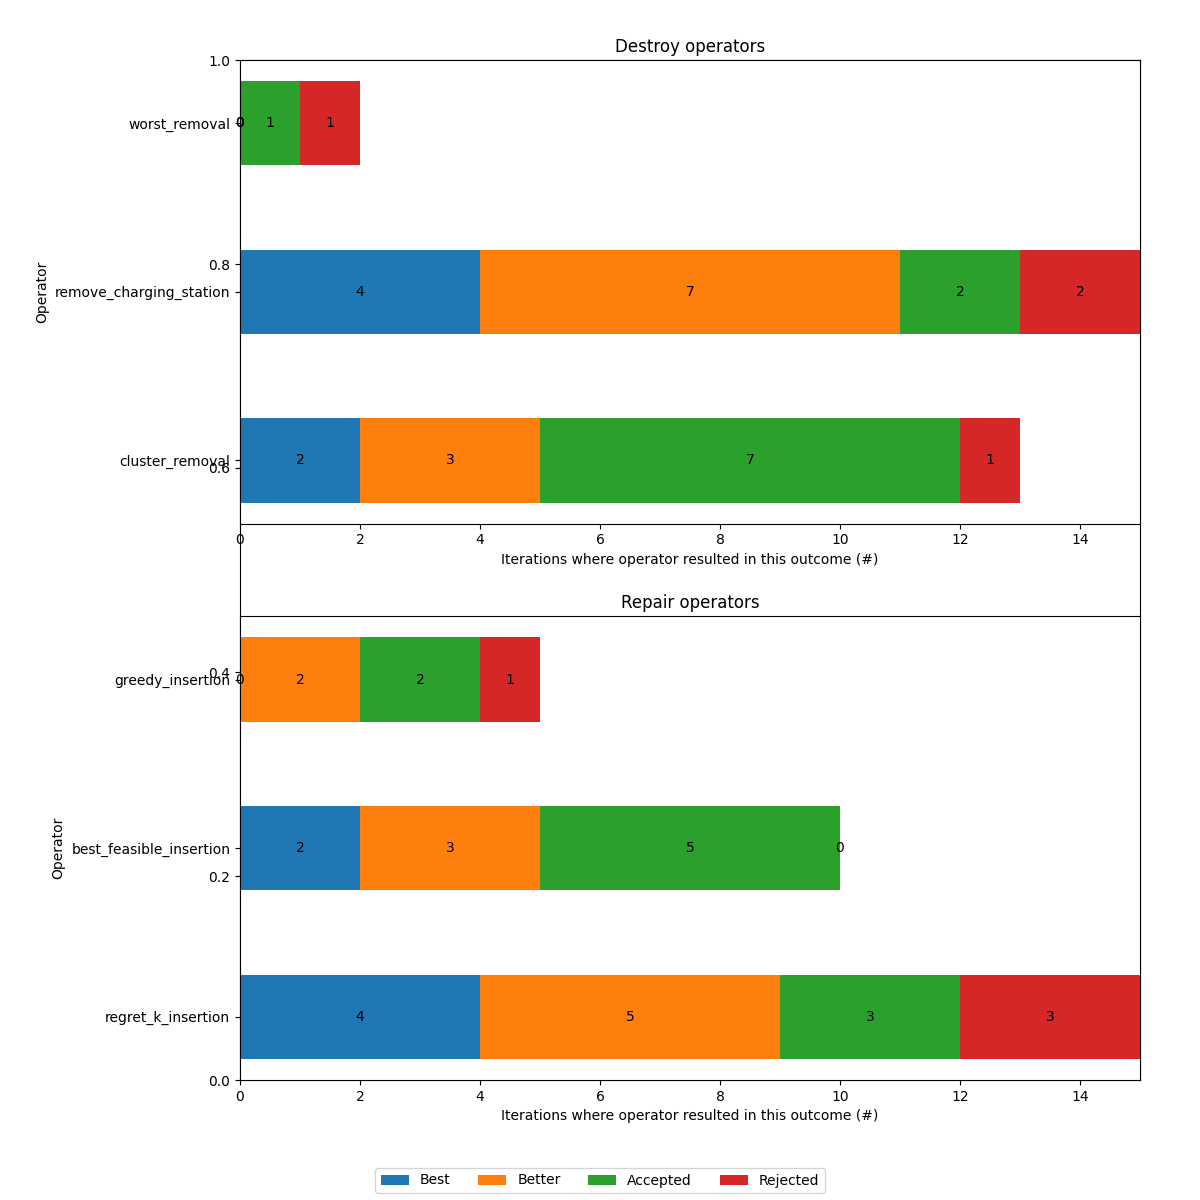 Destroy operators
1.0
worst_removal 0 1 1
0.8
remove_charging_station 4 7 2 2
Operator
cluster_removal 2 3 7 1
0.6
0 2 4 6 8 10 12 14
Iterations where operator resulted in this outcome (#)
Repair operators
0.4
greedy_insertion 0 2 2 1
best_feasible_insertion 2 3 5 0
Operator
0.2
regret_k_insertion 4 5 3 3
0.0
0 2 4 6 8 10 12 14
Iterations where operator resulted in this outcome (#)
Best Better Accepted Rejected